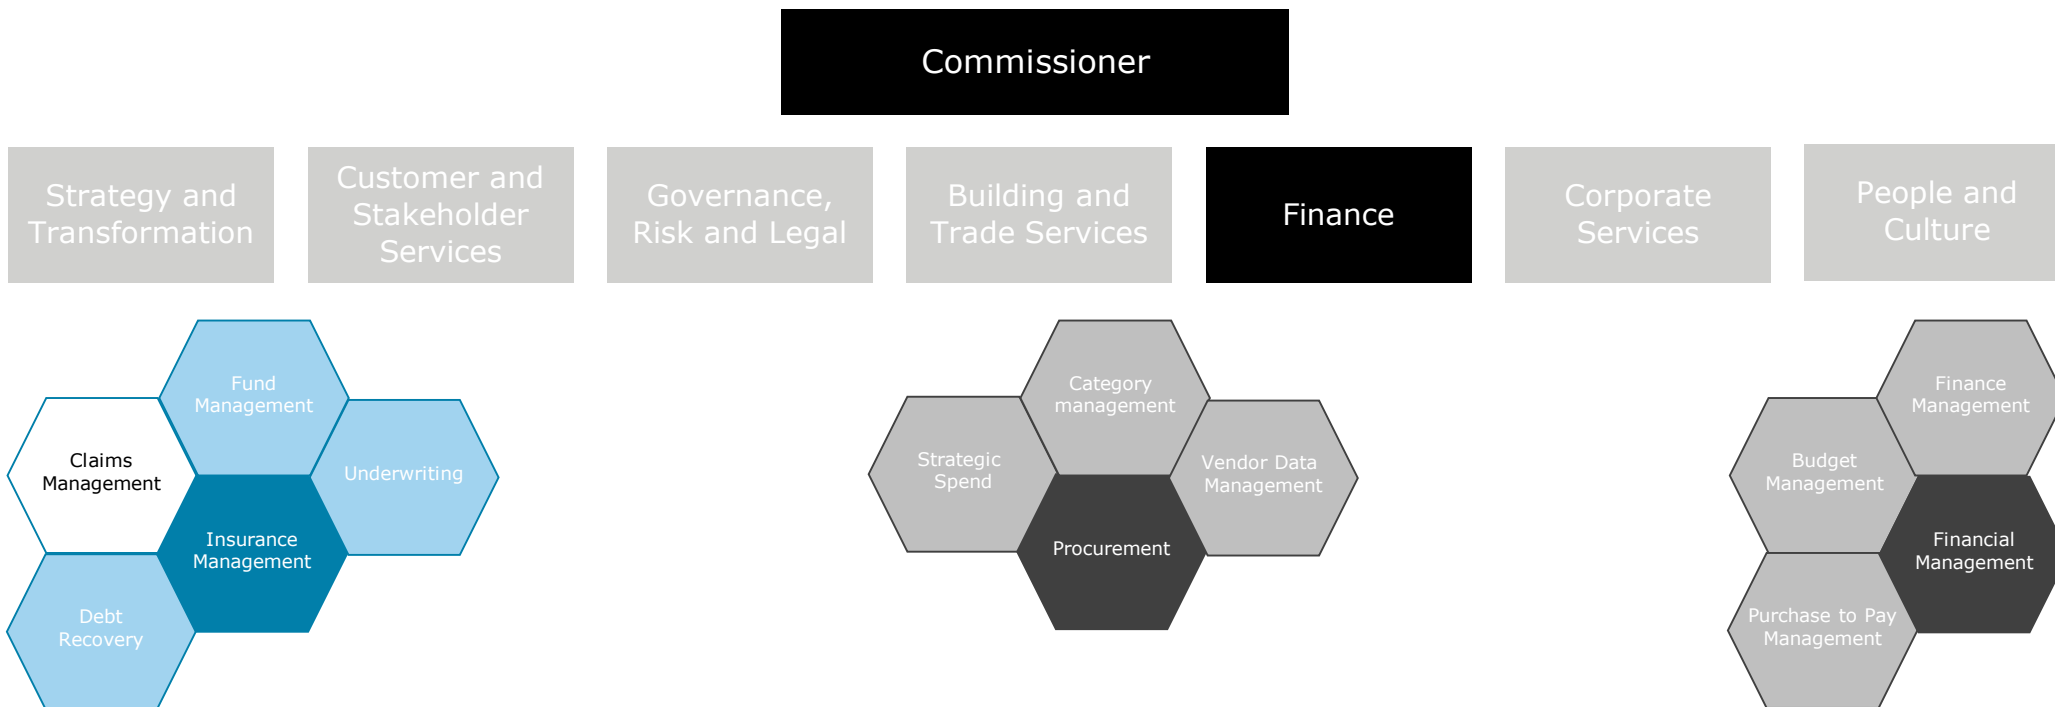 Commissioner
Strategy and
Transformation
Customer and
Stakeholder
Services
Governance,
Risk and Legal
Building and
Trade Services
Finance
Corporate
Services
People and
Culture
Fund
Management
Claims
Management
Underwriting
Insurance
Management
Debt
Recovery
Category
management
Strategic
Spend
Vendor Data
Management
Procurement
Finance
Management
Budget
Management
Financial
Management
Purchase to Pay
Management